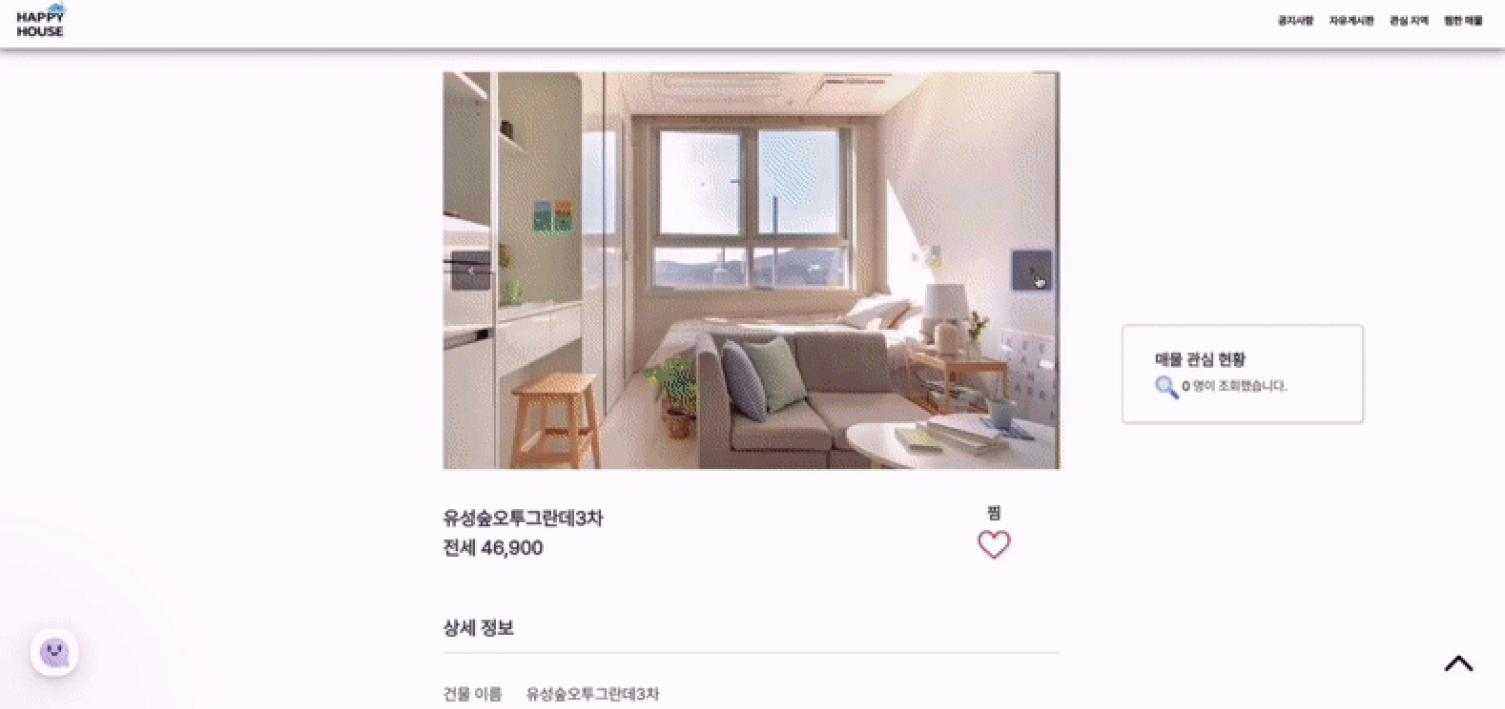 HAPPY
HOUSE
공지사항 자유게시판 관심 지역 찜한 매물
매물 관심 현황
0 명이 조회했습니다.
유성숲오투그란데3차
찜
전세 46,900
상세 정보
건물 이름 유성숲오투그란데3차